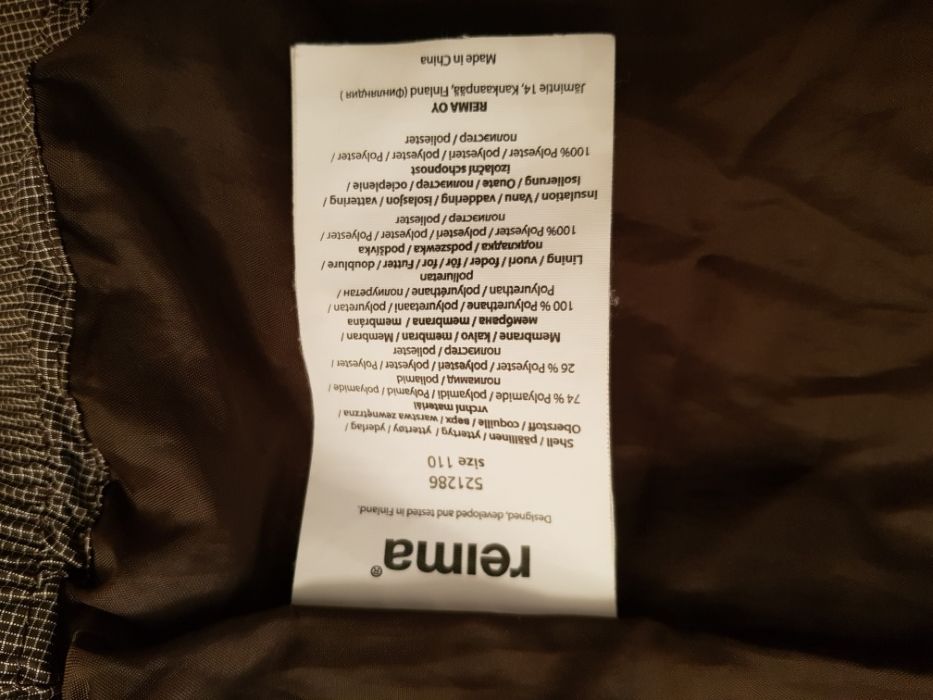 reima®
Designed, developed and tested in Finland.
521286
size 110
Shell / päällinen / yttertyg / yttertøy / yderlag /
Oberstoff / coquille / верх / warstwa zewnętrzna /
vrchní materiál
74 % Polyamide / polyamidi / Polyamid / polyamide /
полиамид / poliamid
26 % Polyester / polyesteri / polyester / Polyester /
полиэстер / poliester
Membrane / kalvo / membran / Membran /
мембрана / membrana / membrána
100 % Polyurethane / polyuretaani / polyuretan /
Polyurethan / polyuréthane / полиуретан /
poliuretan
Lining / vuori / foder / fôr / for / Futter / doublure /
подкладка / podszewka / podšívka
100% Polyester / polyesteri / polyester / Polyester /
полиэстер / poliester
Insulation / Vanu / vaddering / Isolasjon / vattering /
Isolierung / Ouate / полиэстер / ocieplenie /
izolační schopnost
100% Polyester / polyesteri / polyester / Polyester /
полиэстер / poliester
REIMA OY
Jämintie 14, Kankaanpää, Finland (Финляндия )
Made in China